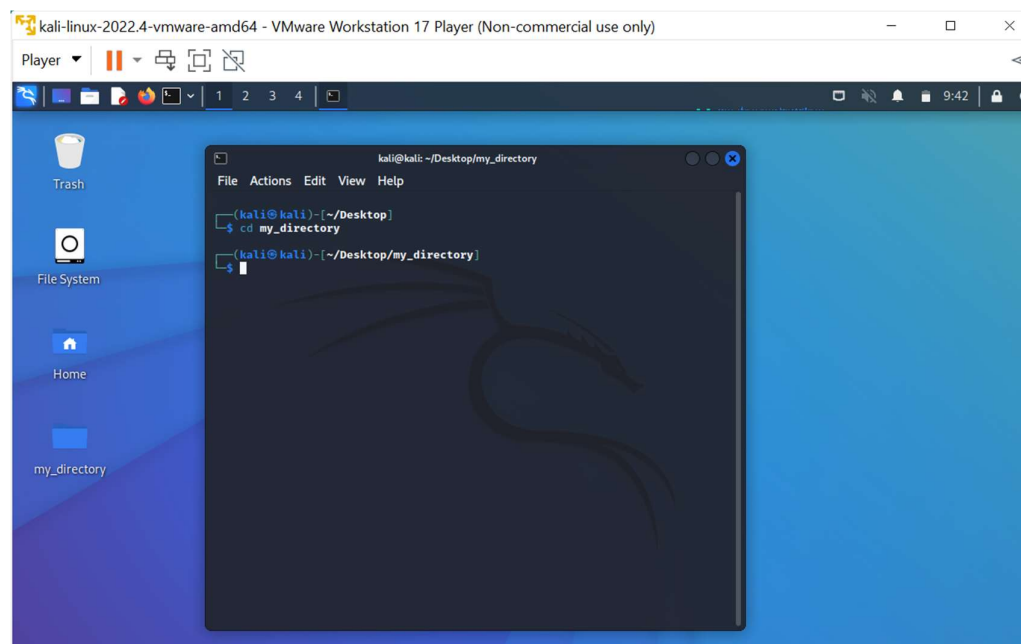 kali-linux-2022.4-vmware-amd64 - VMware Workstation 17 Player (Non-commercial use only)
Player
1 2 3 4
9:42
Trash
File System
Home
my_directory
kali@kali: ~/Desktop/my_directory
File Actions Edit View Help
┌──(kali㉿kali)-[~/Desktop]
└─$ cd my_directory
┌──(kali㉿kali)-[~/Desktop/my_directory]
└─$